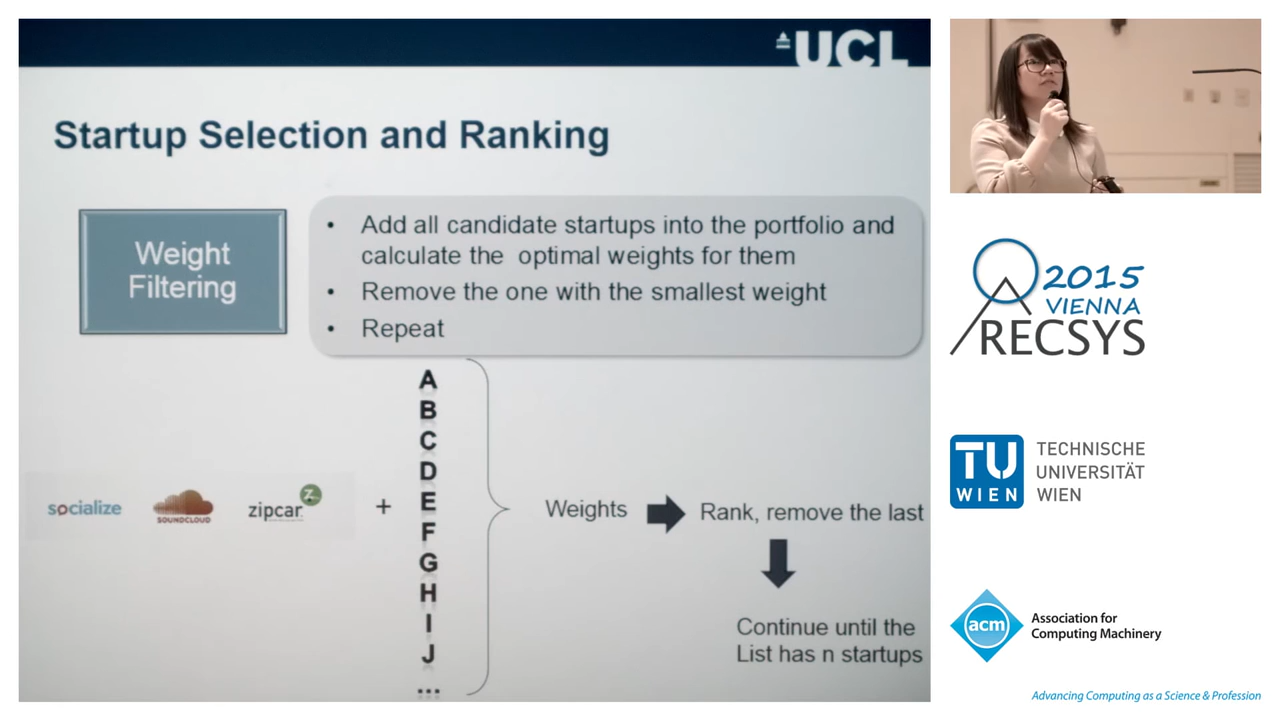 UCL
Startup Selection and Ranking
Weight
Filtering
• Add all candidate startups into the portfolio and
calculate the optimal weights for them
• Remove the one with the smallest weight
• Repeat
A
B
C
D
E
F
G
H
I
J
...
socialize
SOUNDCLOUD
zipcar
z
+
Weights
Rank, remove the last
Continue until the
List has n startups
2015
VIENNA
RECSYS
TU
WIEN
TECHNISCHE
UNIVERSITÄT
WIEN
acm
Association for
Computing Machinery
Advancing Computing as a Science & Profession